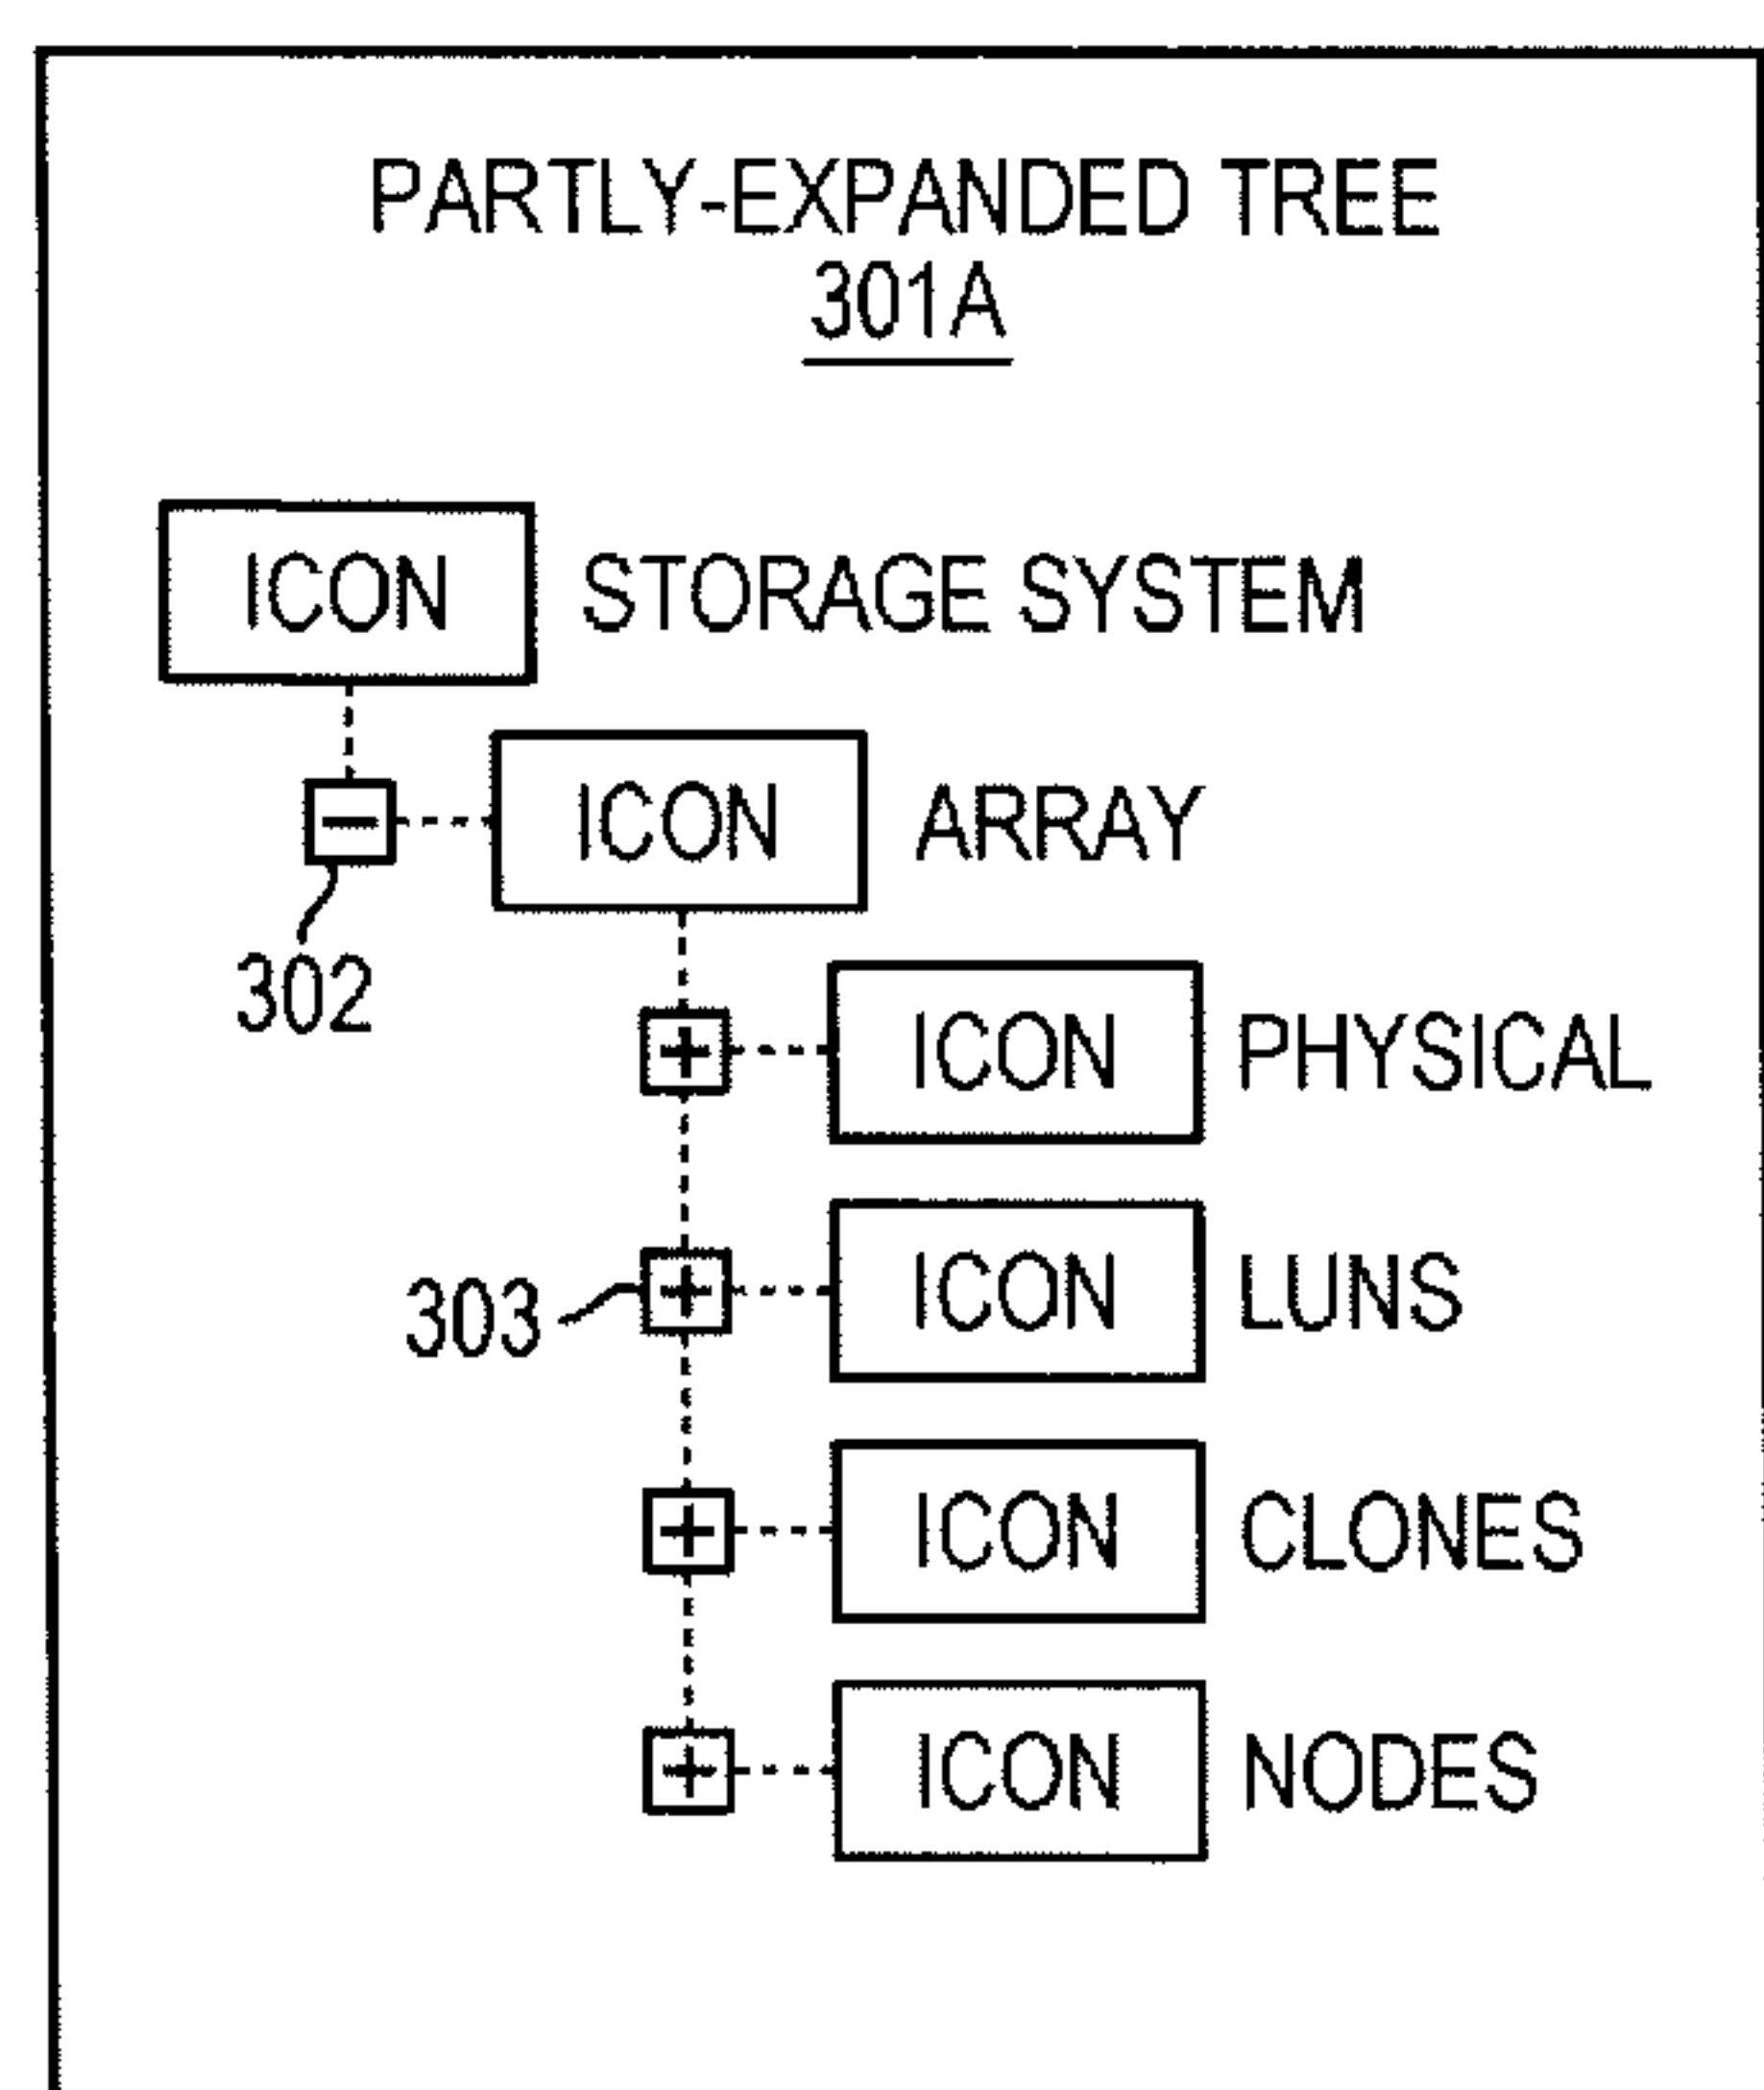 PARTLY-EXPANDED TREE
301A
ICON STORAGE SYSTEM
− ICON ARRAY
302
+ ICON PHYSICAL
303 + ICON LUNS
+ ICON CLONES
+ ICON NODES